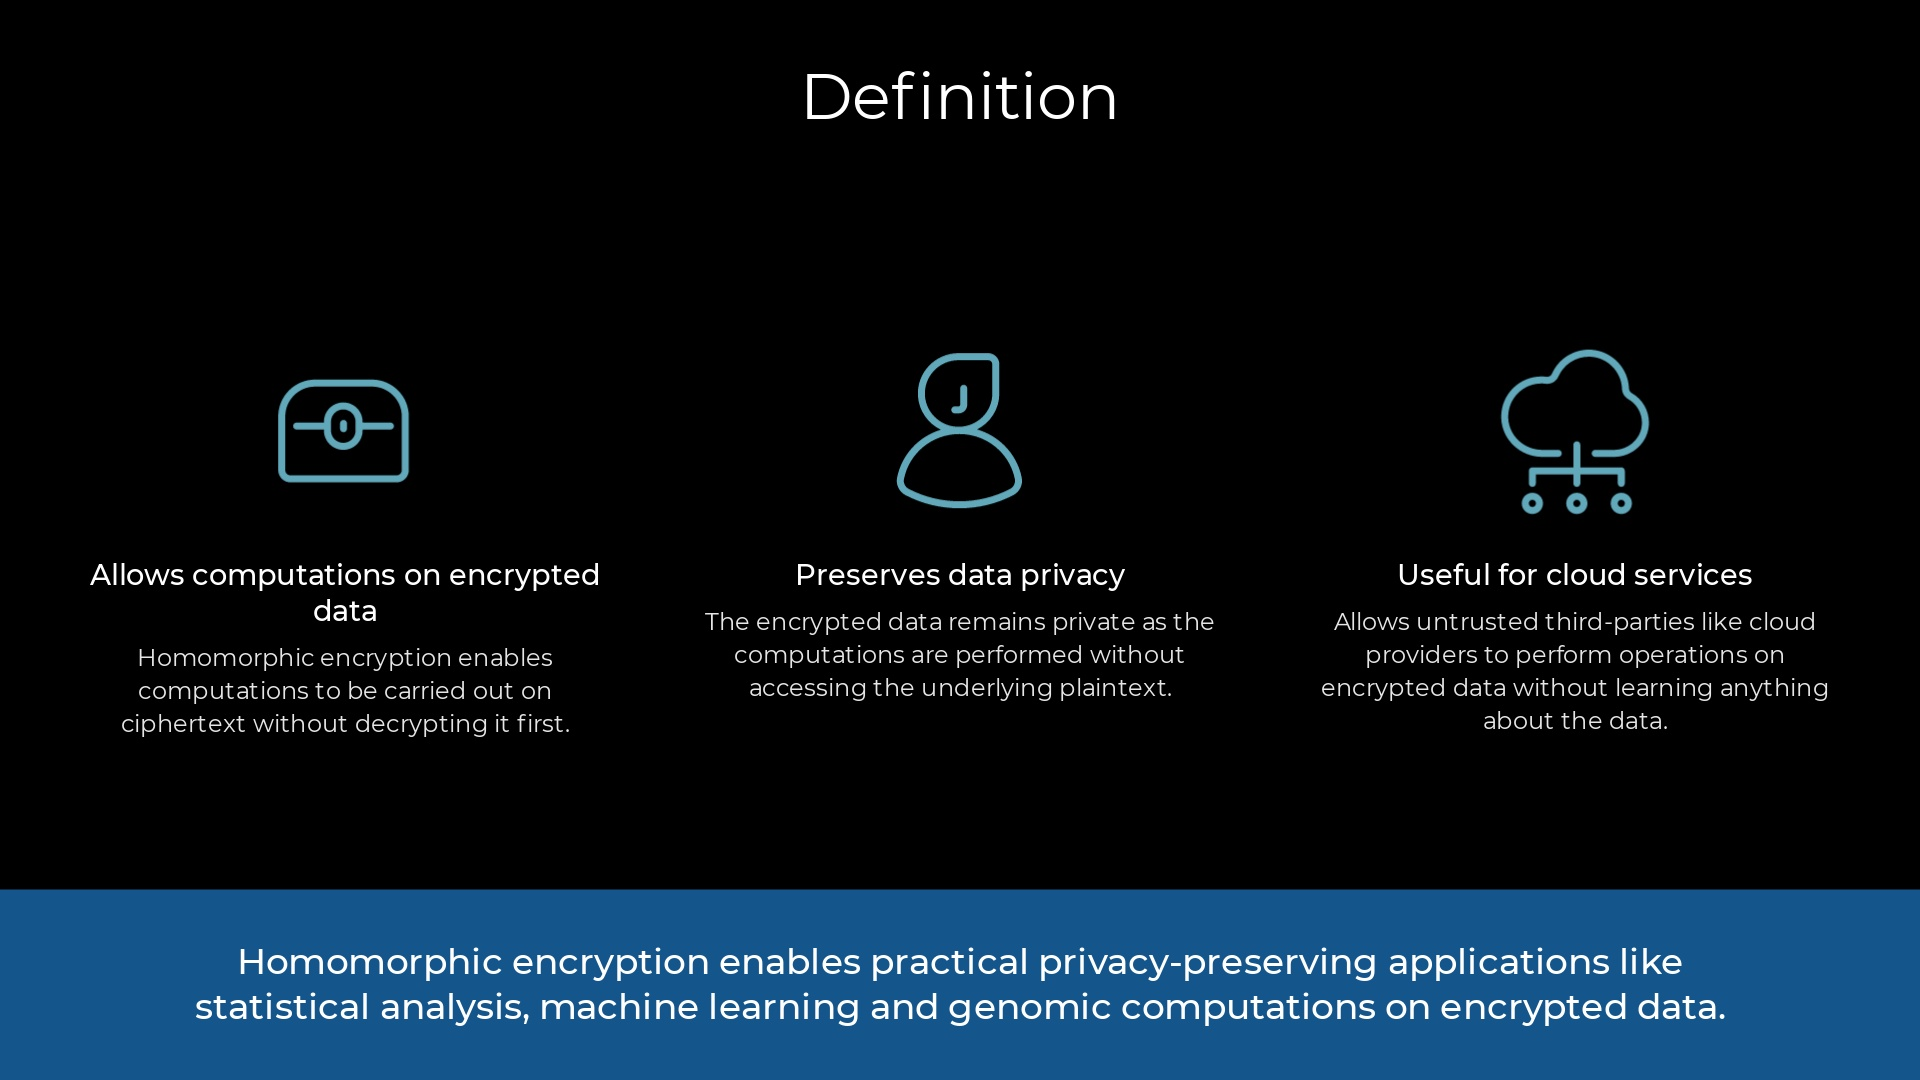 Definition
Allows computations on encrypted
data
Homomorphic encryption enables
computations to be carried out on
ciphertext without decrypting it first.
Preserves data privacy
The encrypted data remains private as the
computations are performed without
accessing the underlying plaintext.
Useful for cloud services
Allows untrusted third-parties like cloud
providers to perform operations on
encrypted data without learning anything
about the data.
Homomorphic encryption enables practical privacy-preserving applications like
statistical analysis, machine learning and genomic computations on encrypted data.